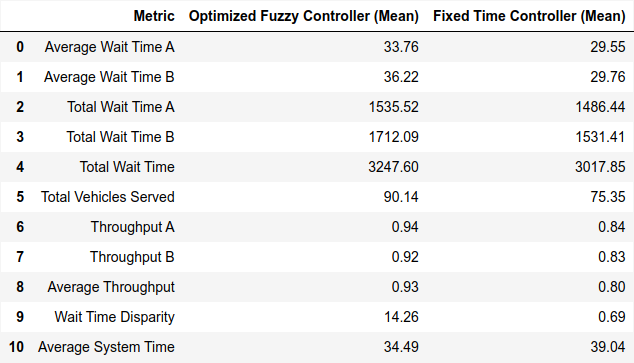 Metric Optimized Fuzzy Controller (Mean) Fixed Time Controller (Mean)
0 Average Wait Time A 33.76 29.55
1 Average Wait Time B 36.22 29.76
2 Total Wait Time A 1535.52 1486.44
3 Total Wait Time B 1712.09 1531.41
4 Total Wait Time 3247.60 3017.85
5 Total Vehicles Served 90.14 75.35
6 Throughput A 0.94 0.84
7 Throughput B 0.92 0.83
8 Average Throughput 0.93 0.80
9 Wait Time Disparity 14.26 0.69
10 Average System Time 34.49 39.04